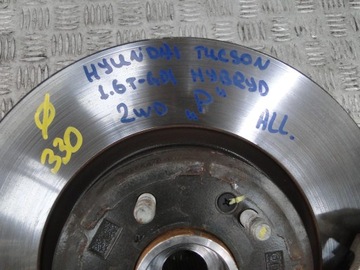 HYUNDAI TUCSON
1.6T-GDI HYBRYD
2WD "P" ALL.
Ø
330